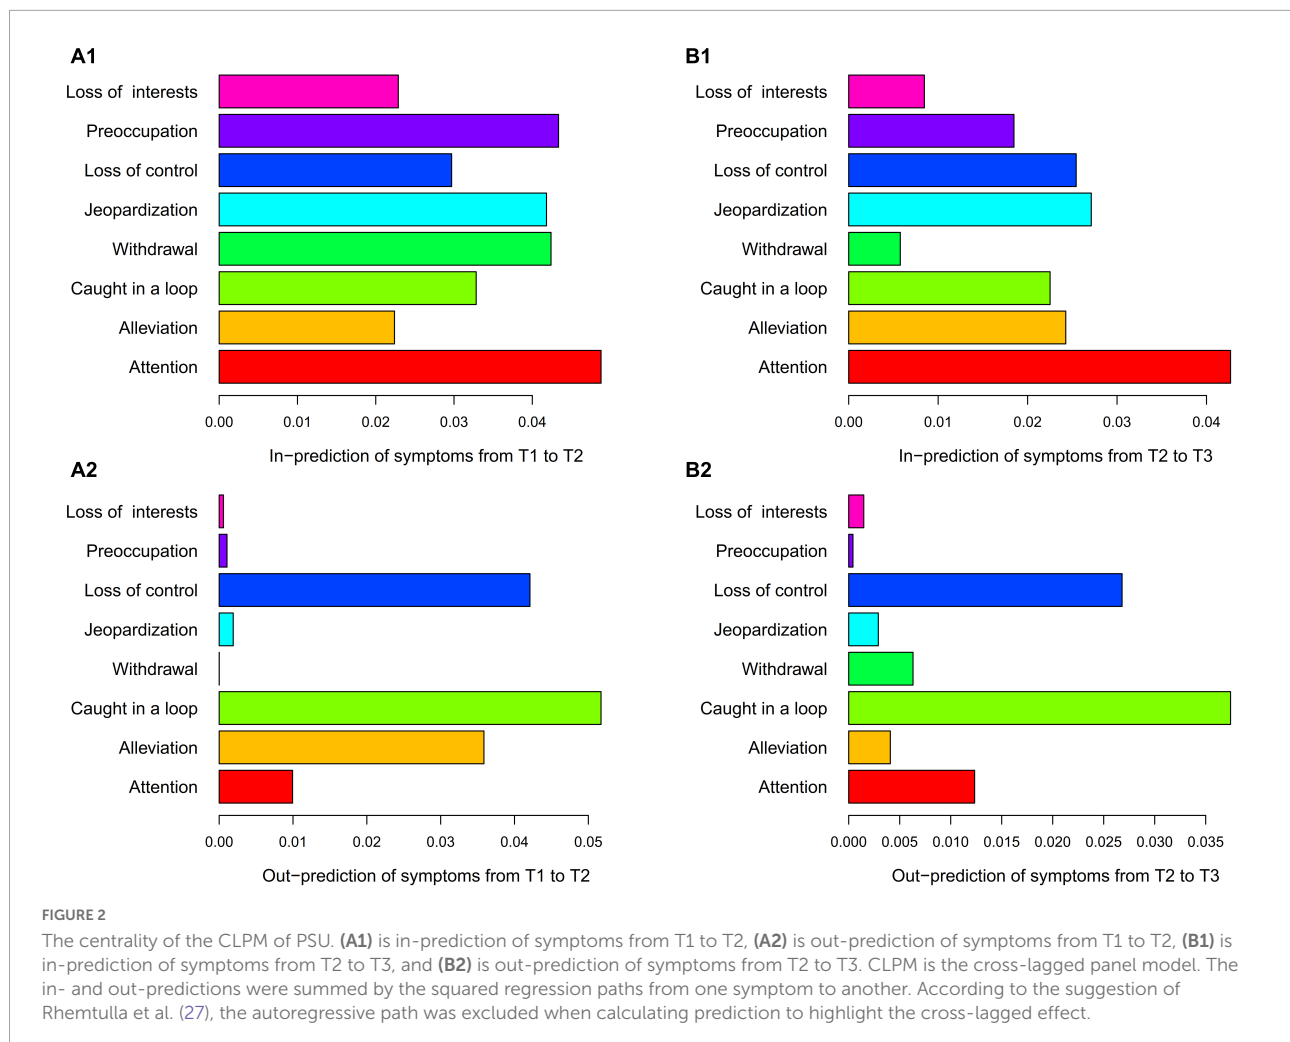 A1
Loss of  interests
Preoccupation
Loss of control
Jeopardization
Withdrawal
Caught in a loop
Alleviation
Attention
0.00 0.01 0.02 0.03 0.04
In−prediction of symptoms from T1 to T2
B1
Loss of  interests
Preoccupation
Loss of control
Jeopardization
Withdrawal
Caught in a loop
Alleviation
Attention
0.00 0.01 0.02 0.03 0.04
In−prediction of symptoms from T2 to T3
A2
Loss of  interests
Preoccupation
Loss of control
Jeopardization
Withdrawal
Caught in a loop
Alleviation
Attention
0.00 0.01 0.02 0.03 0.04 0.05
Out−prediction of symptoms from T1 to T2
B2
Loss of  interests
Preoccupation
Loss of control
Jeopardization
Withdrawal
Caught in a loop
Alleviation
Attention
0.000 0.005 0.010 0.015 0.020 0.025 0.030 0.035
Out−prediction of symptoms from T2 to T3
FIGURE 2
The centrality of the CLPM of PSU. (A1) is in-prediction of symptoms from T1 to T2, (A2) is out-prediction of symptoms from T1 to T2, (B1) is
in-prediction of symptoms from T2 to T3, and (B2) is out-prediction of symptoms from T2 to T3. CLPM is the cross-lagged panel model. The
in- and out-predictions were summed by the squared regression paths from one symptom to another. According to the suggestion of
Rhemtulla et al. (27), the autoregressive path was excluded when calculating prediction to highlight the cross-lagged effect.